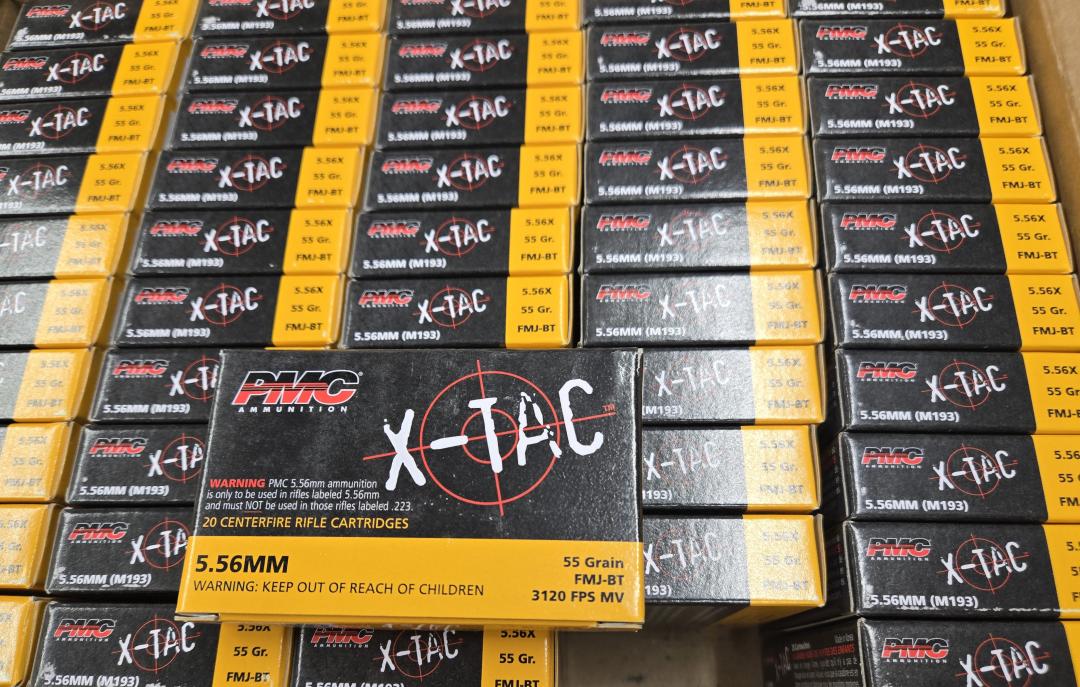 PMC®
AMMUNITION
X-TAC™
WARNING PMC 5.56mm ammunition
is only to be used in rifles labeled 5.56mm
and must NOT be used in those rifles labeled .223.
20 CENTERFIRE RIFLE CARTRIDGES
5.56MM
WARNING: KEEP OUT OF REACH OF CHILDREN
55 Grain
FMJ-BT
3120 FPS MV
PMC
AMMUNITION
X-TAC
5.56MM (M193)
5.56X
55 Gr.
FMJ-BT